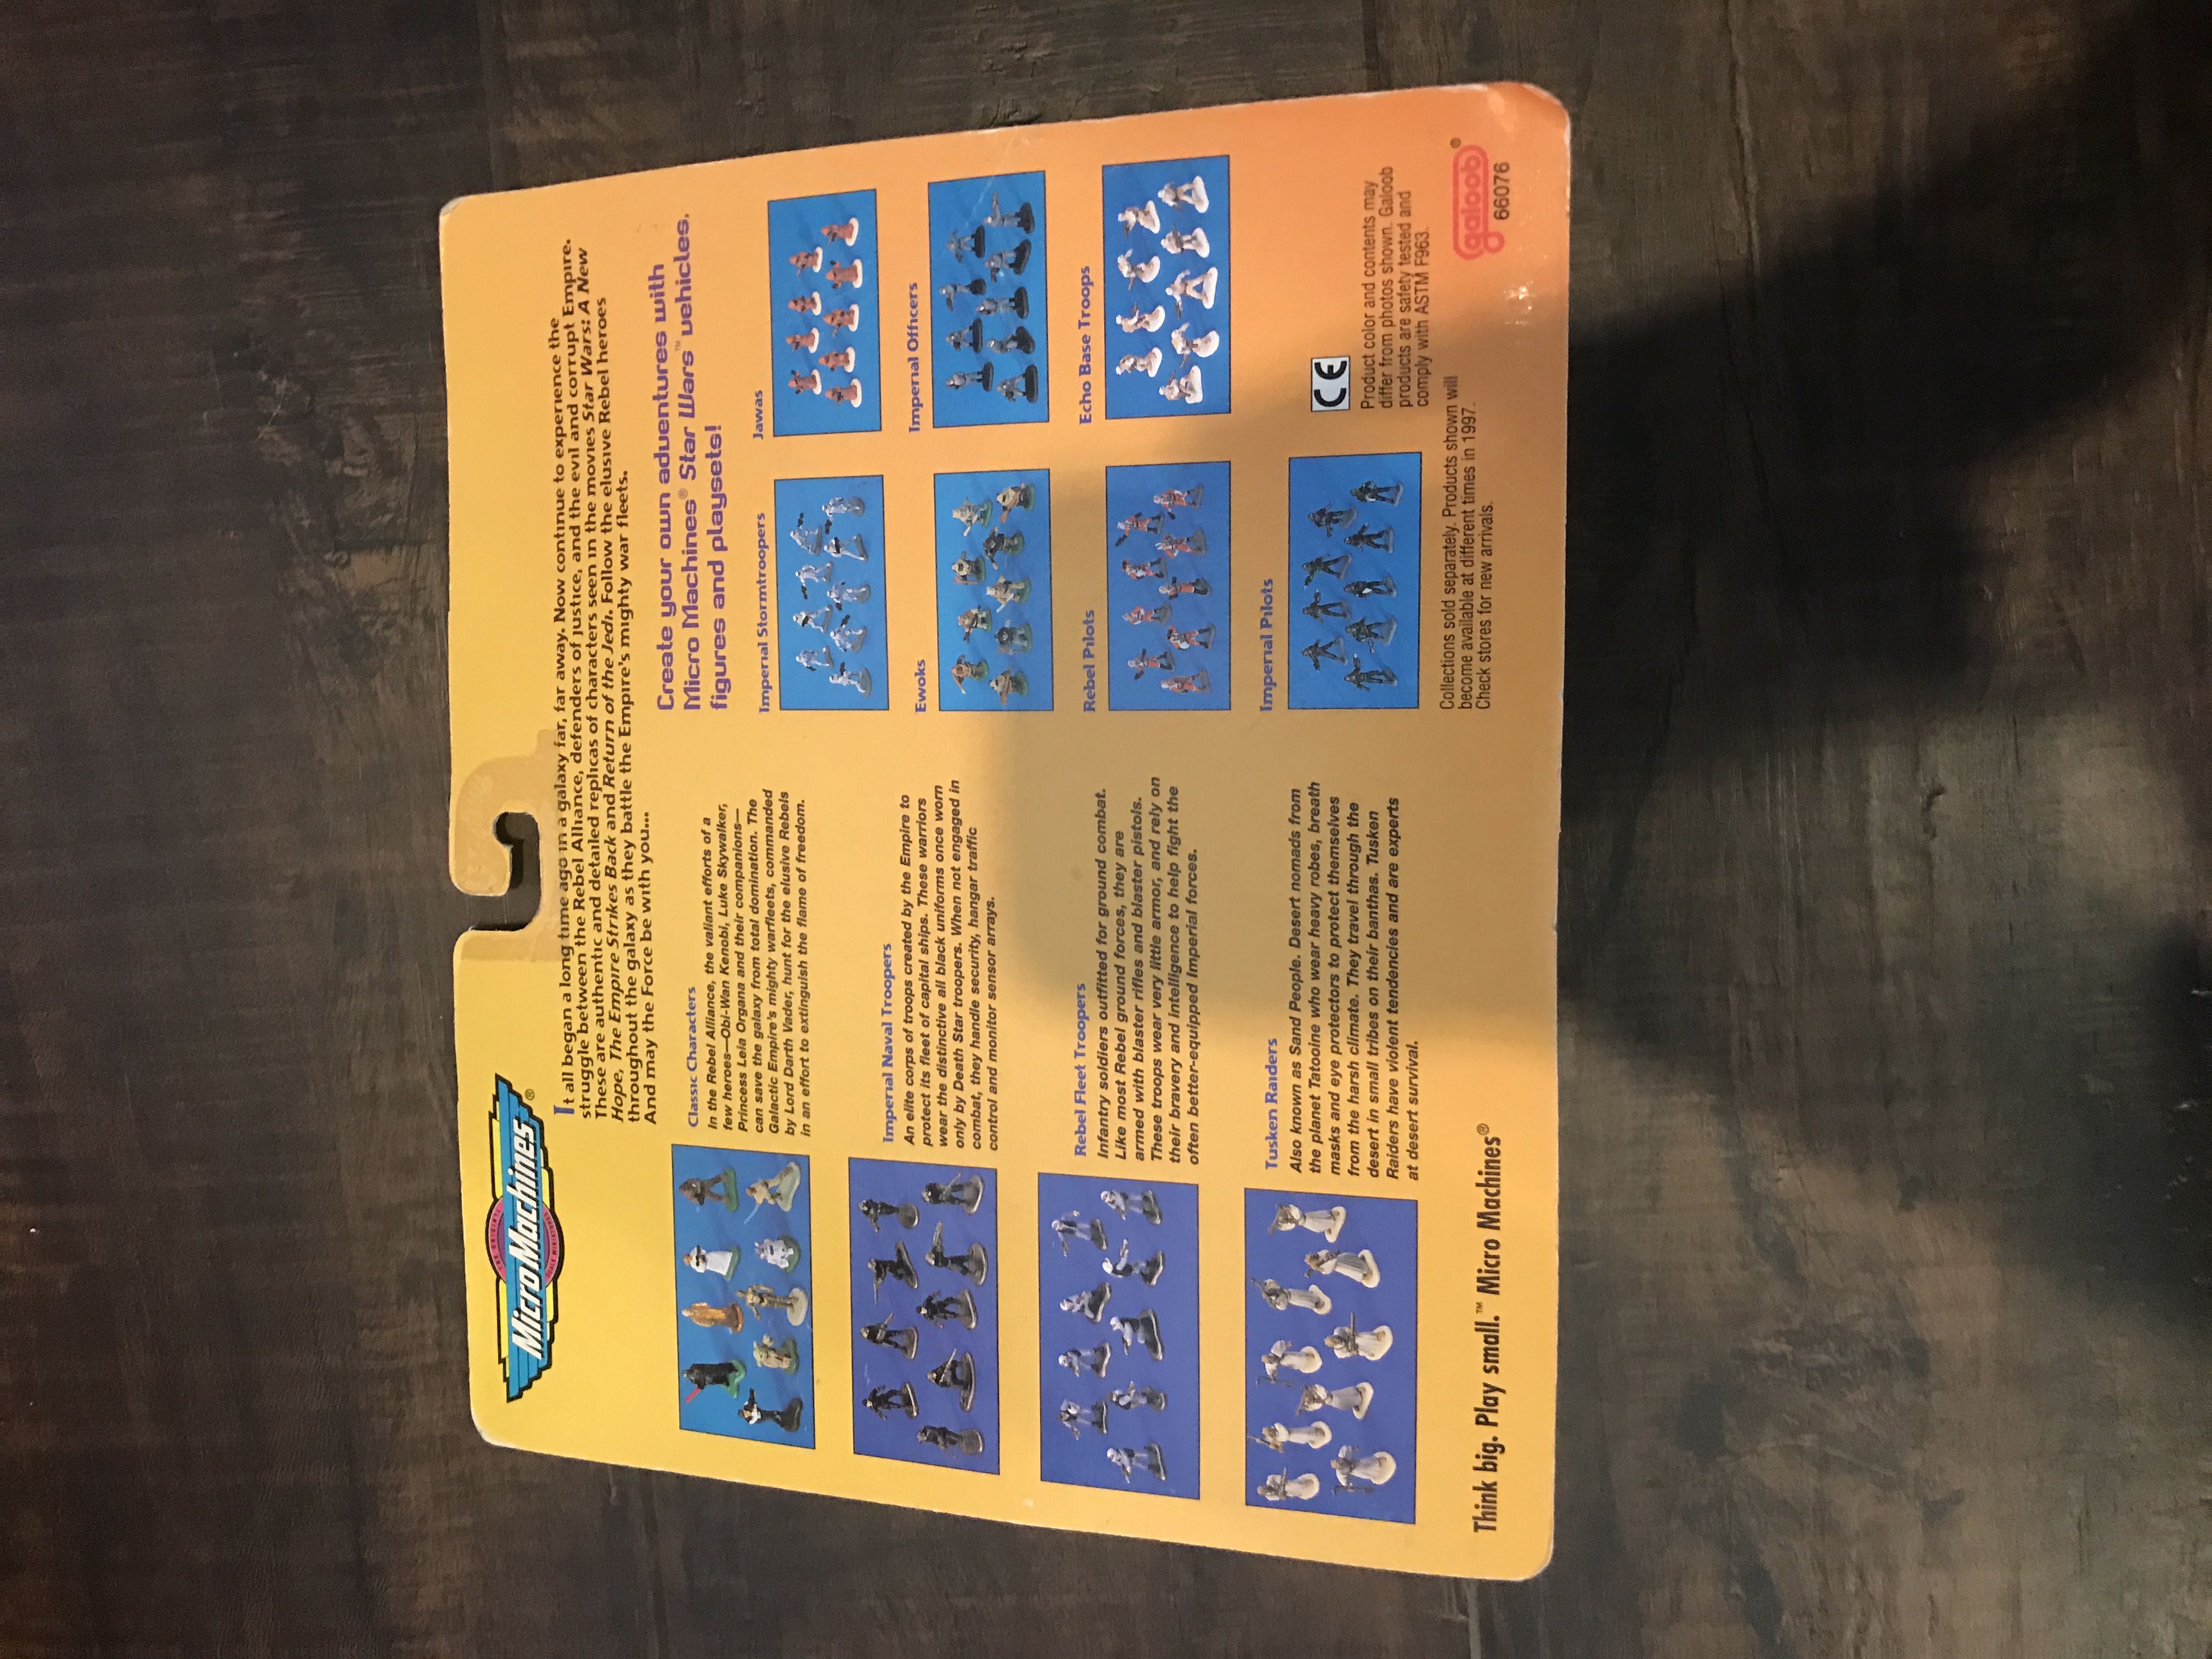 MicroMachines®
It all began a long time ago in a galaxy far, far away. Now continue to experience the
struggle between the Rebel Alliance, defenders of justice, and the evil and corrupt Empire.
These are authentic and detailed replicas of characters seen in the movies Star Wars: A New
Hope, The Empire Strikes Back and Return of the Jedi. Follow the elusive Rebel heroes
throughout the galaxy as they battle the Empire's mighty war fleets.
And may the Force be with you...
Classic Characters
In the Rebel Alliance, the valiant efforts of a
few heroes—Obi-Wan Kenobi, Luke Skywalker,
Princess Leia Organa and their companions—
can save the galaxy from total domination. The
Galactic Empire's mighty warfleets, commanded
by Lord Darth Vader, hunt for the elusive Rebels
in an effort to extinguish the flame of freedom.
Imperial Naval Troopers
An elite corps of troops created by the Empire to
protect its fleet of capital ships. These warriors
wear the distinctive all black uniforms once worn
only by Death Star troopers. When not engaged in
combat, they handle security, hangar traffic
control and monitor sensor arrays.
Rebel Fleet Troopers
Infantry soldiers outfitted for ground combat.
Like most Rebel ground forces, they are
armed with blaster rifles and blaster pistols.
These troops wear very little armor, and rely on
their bravery and intelligence to help fight the
often better-equipped Imperial forces.
Tusken Raiders
Also known as Sand People. Desert nomads from
the planet Tatooine who wear heavy robes, breath
masks and eye protectors to protect themselves
from the harsh climate. They travel through the
desert in small tribes on their banthas. Tusken
Raiders have violent tendencies and are experts
at desert survival.
Think big. Play small.™ Micro Machines®
Create your own adventures with
Micro Machines® Star Wars™ vehicles,
figures and playsets!
Imperial Stormtroopers
Jawas
Ewoks
Imperial Officers
Rebel Pilots
Echo Base Troops
Imperial Pilots
CE
Collections sold separately. Products shown will
become available at different times in 1997.
Check stores for new arrivals.
Product color and contents may
differ from photos shown. Galoob
products are safety tested and
comply with ASTM F963.
galoob®
66076